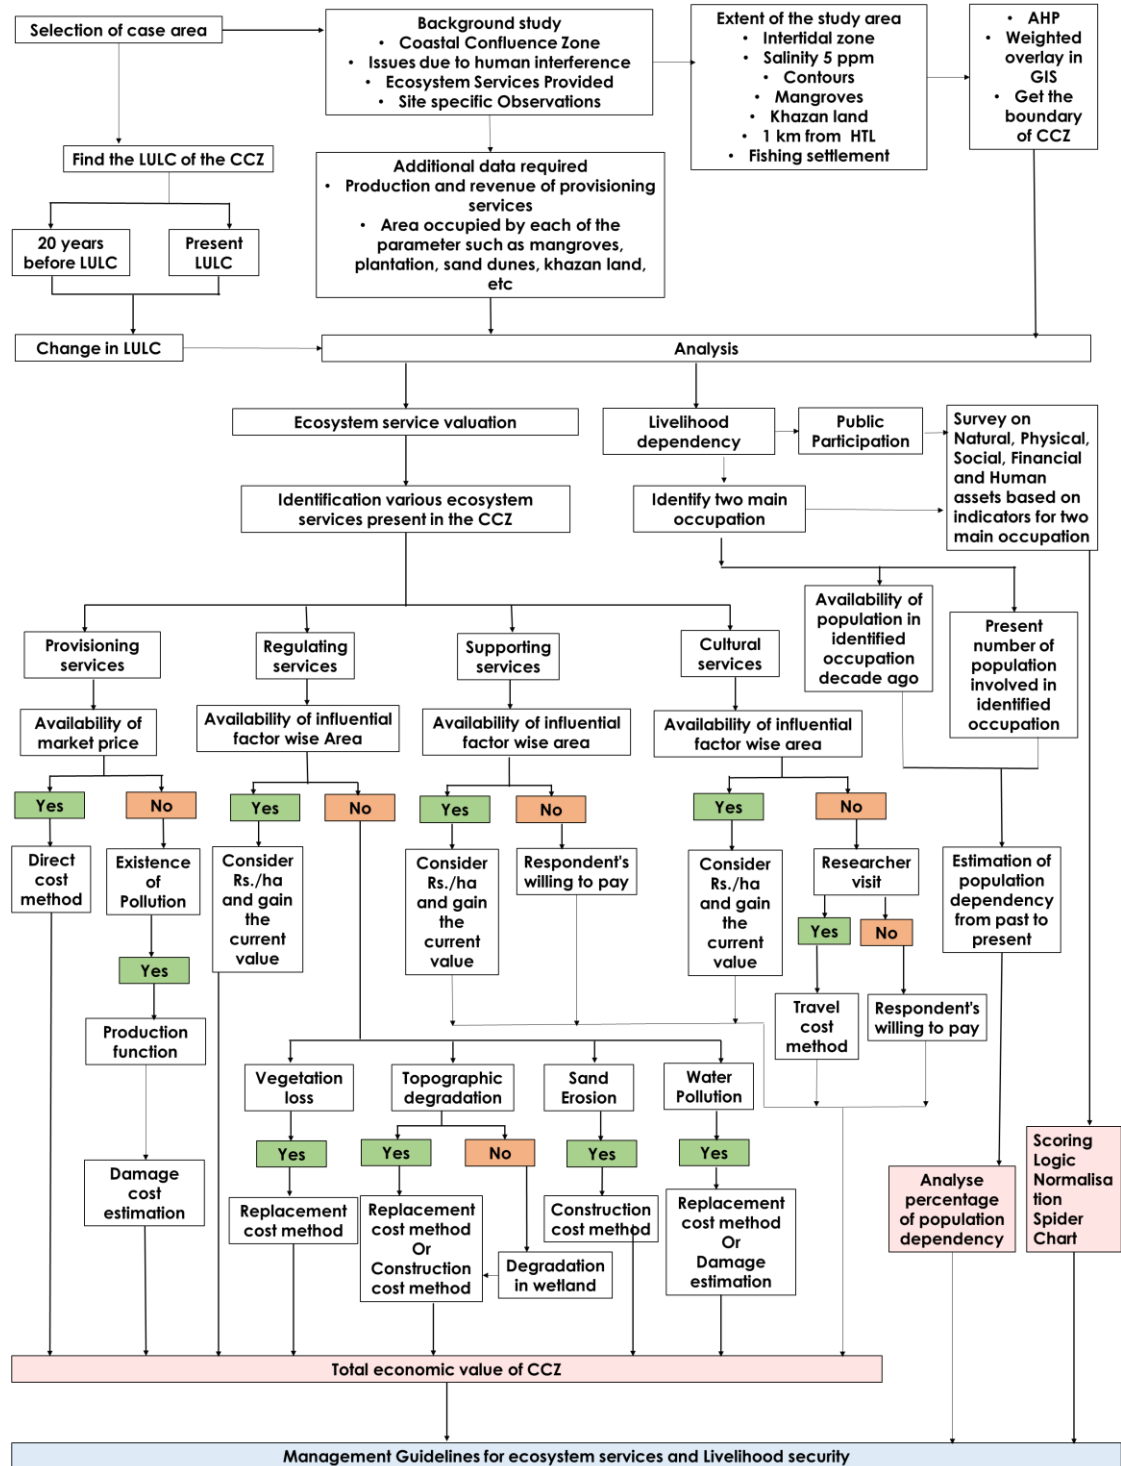 Selection of case area
Background study
• Coastal Confluence Zone
• Issues due to human interference
• Ecosystem Services Provided
• Site specific Observations
Extent of the study area
• Intertidal zone
• Salinity 5 ppm
• Contours
• Mangroves
• Khazan land
• 1 km from HTL
• Fishing settlement
• AHP
• Weighted
overlay in
GIS
• Get the
boundary
of CCZ
Find the LULC of the CCZ
Additional data required
• Production and revenue of provisioning
services
• Area occupied by each of the
parameter such as mangroves,
plantation, sand dunes, khazan land,
etc
20 years
before LULC
Present
LULC
Change in LULC
Analysis
Ecosystem service valuation
Livelihood
dependency
Public
Participation
Survey on
Natural, Physical,
Social, Financial
and Human
assets based on
indicators for two
main occupation
Identification various ecosystem
services present in the CCZ
Identify two main
occupation
Provisioning
services
Regulating
services
Supporting
services
Cultural
services
Availability of
population in
identified
occupation
decade ago
Present
number of
population
involved in
identified
occupation
Availability of
market price
Availability of influential
factor wise Area
Availability of influential
factor wise area
Availability of influential
factor wise area
Yes
No
Yes
No
Yes
No
Yes
No
Direct
cost
method
Existence
of
Pollution
Consider
Rs./ha
and gain
the
current
value
Consider
Rs./ha
and gain
the
current
value
Respondent's
willing to pay
Consider
Rs./ha
and gain
the
current
value
Researcher
visit
Estimation of
population
dependency
from past to
present
Yes
Yes
No
Production
function
Travel
cost
method
Respondent's
willing to pay
Vegetation
loss
Topographic
degradation
Sand
Erosion
Water
Pollution
Yes
Yes
No
Yes
Yes
Damage
cost
estimation
Replacement
cost method
Replacement
cost method
Or
Construction
cost method
Degradation
in wetland
Construction
cost method
Replacement
cost method
Or
Damage
estimation
Analyse
percentage
of population
dependency
Scoring
Logic
Normalisa
tion
Spider
Chart
Total economic value of CCZ
Management Guidelines for ecosystem services and Livelihood security